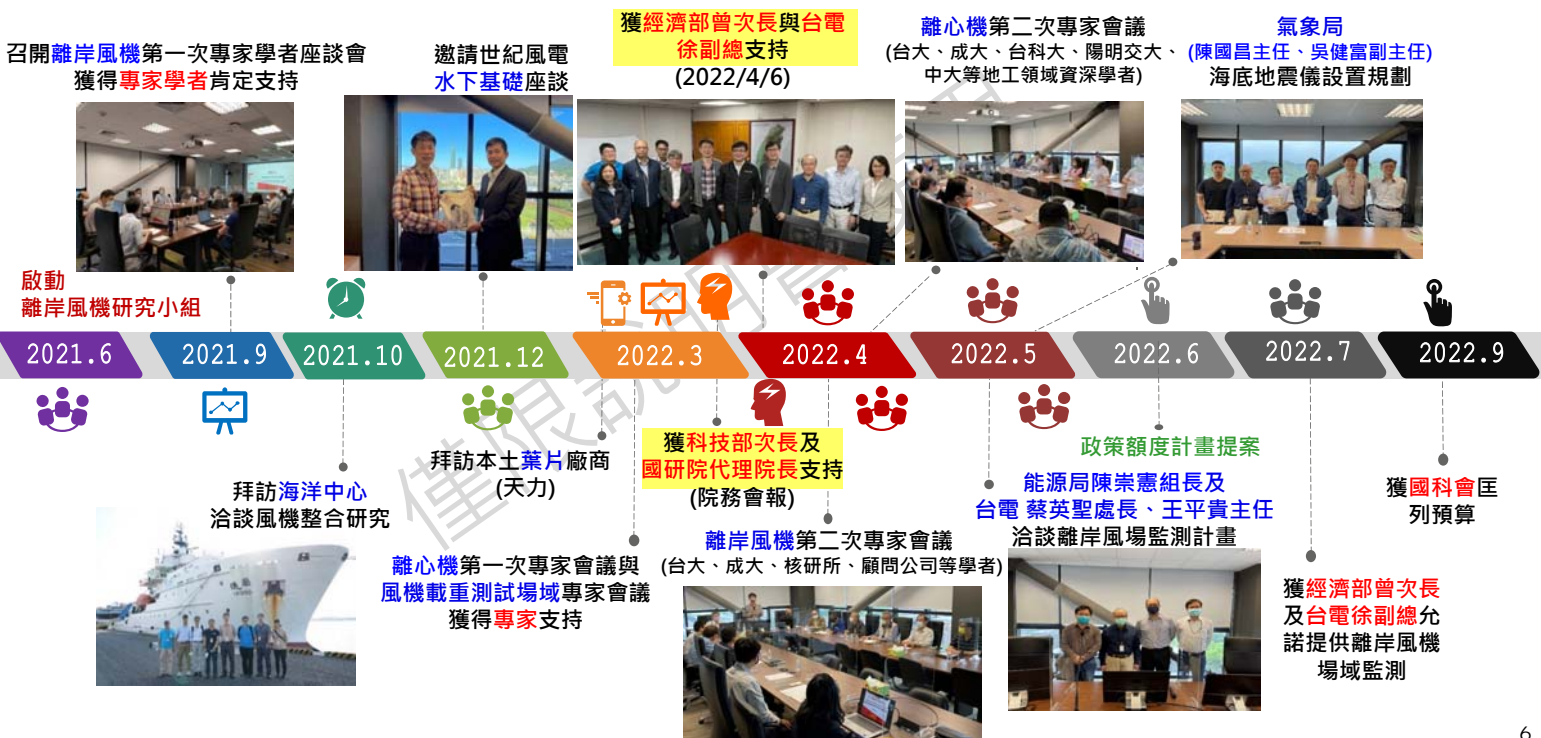 召開離岸風機第一次專家學者座談會
獲得專家學者肯定支持
邀請世紀風電
水下基礎座談
獲經濟部曾次長與台電
徐副總支持
(2022/4/6)
離心機第二次專家會議
(台大、成大、台科大、陽明交大、
中大等地工領域資深學者)
氣象局
(陳國昌主任、吳健富副主任)
海底地震儀設置規劃
啟動
離岸風機研究小組
2021.6
2021.9
2021.10
2021.12
2022.3
2022.4
2022.5
2022.6
2022.7
2022.9
拜訪海洋中心
洽談風機整合研究
拜訪本土葉片廠商
(天力)
離心機第一次專家會議與
風機載重測試場域專家會議
獲得專家支持
獲科技部次長及
國研院代理院長支持
(院務會報)
離岸風機第二次專家會議
(台大、成大、核研所、顧問公司等學者)
政策額度計畫提案
能源局陳崇憲組長及
台電 蔡英聖處長、王平貴主任
洽談離岸風場監測計畫
獲經濟部曾次長
及台電徐副總允
諾提供離岸風機
場域監測
獲國科會匡
列預算
僅限說明會
6